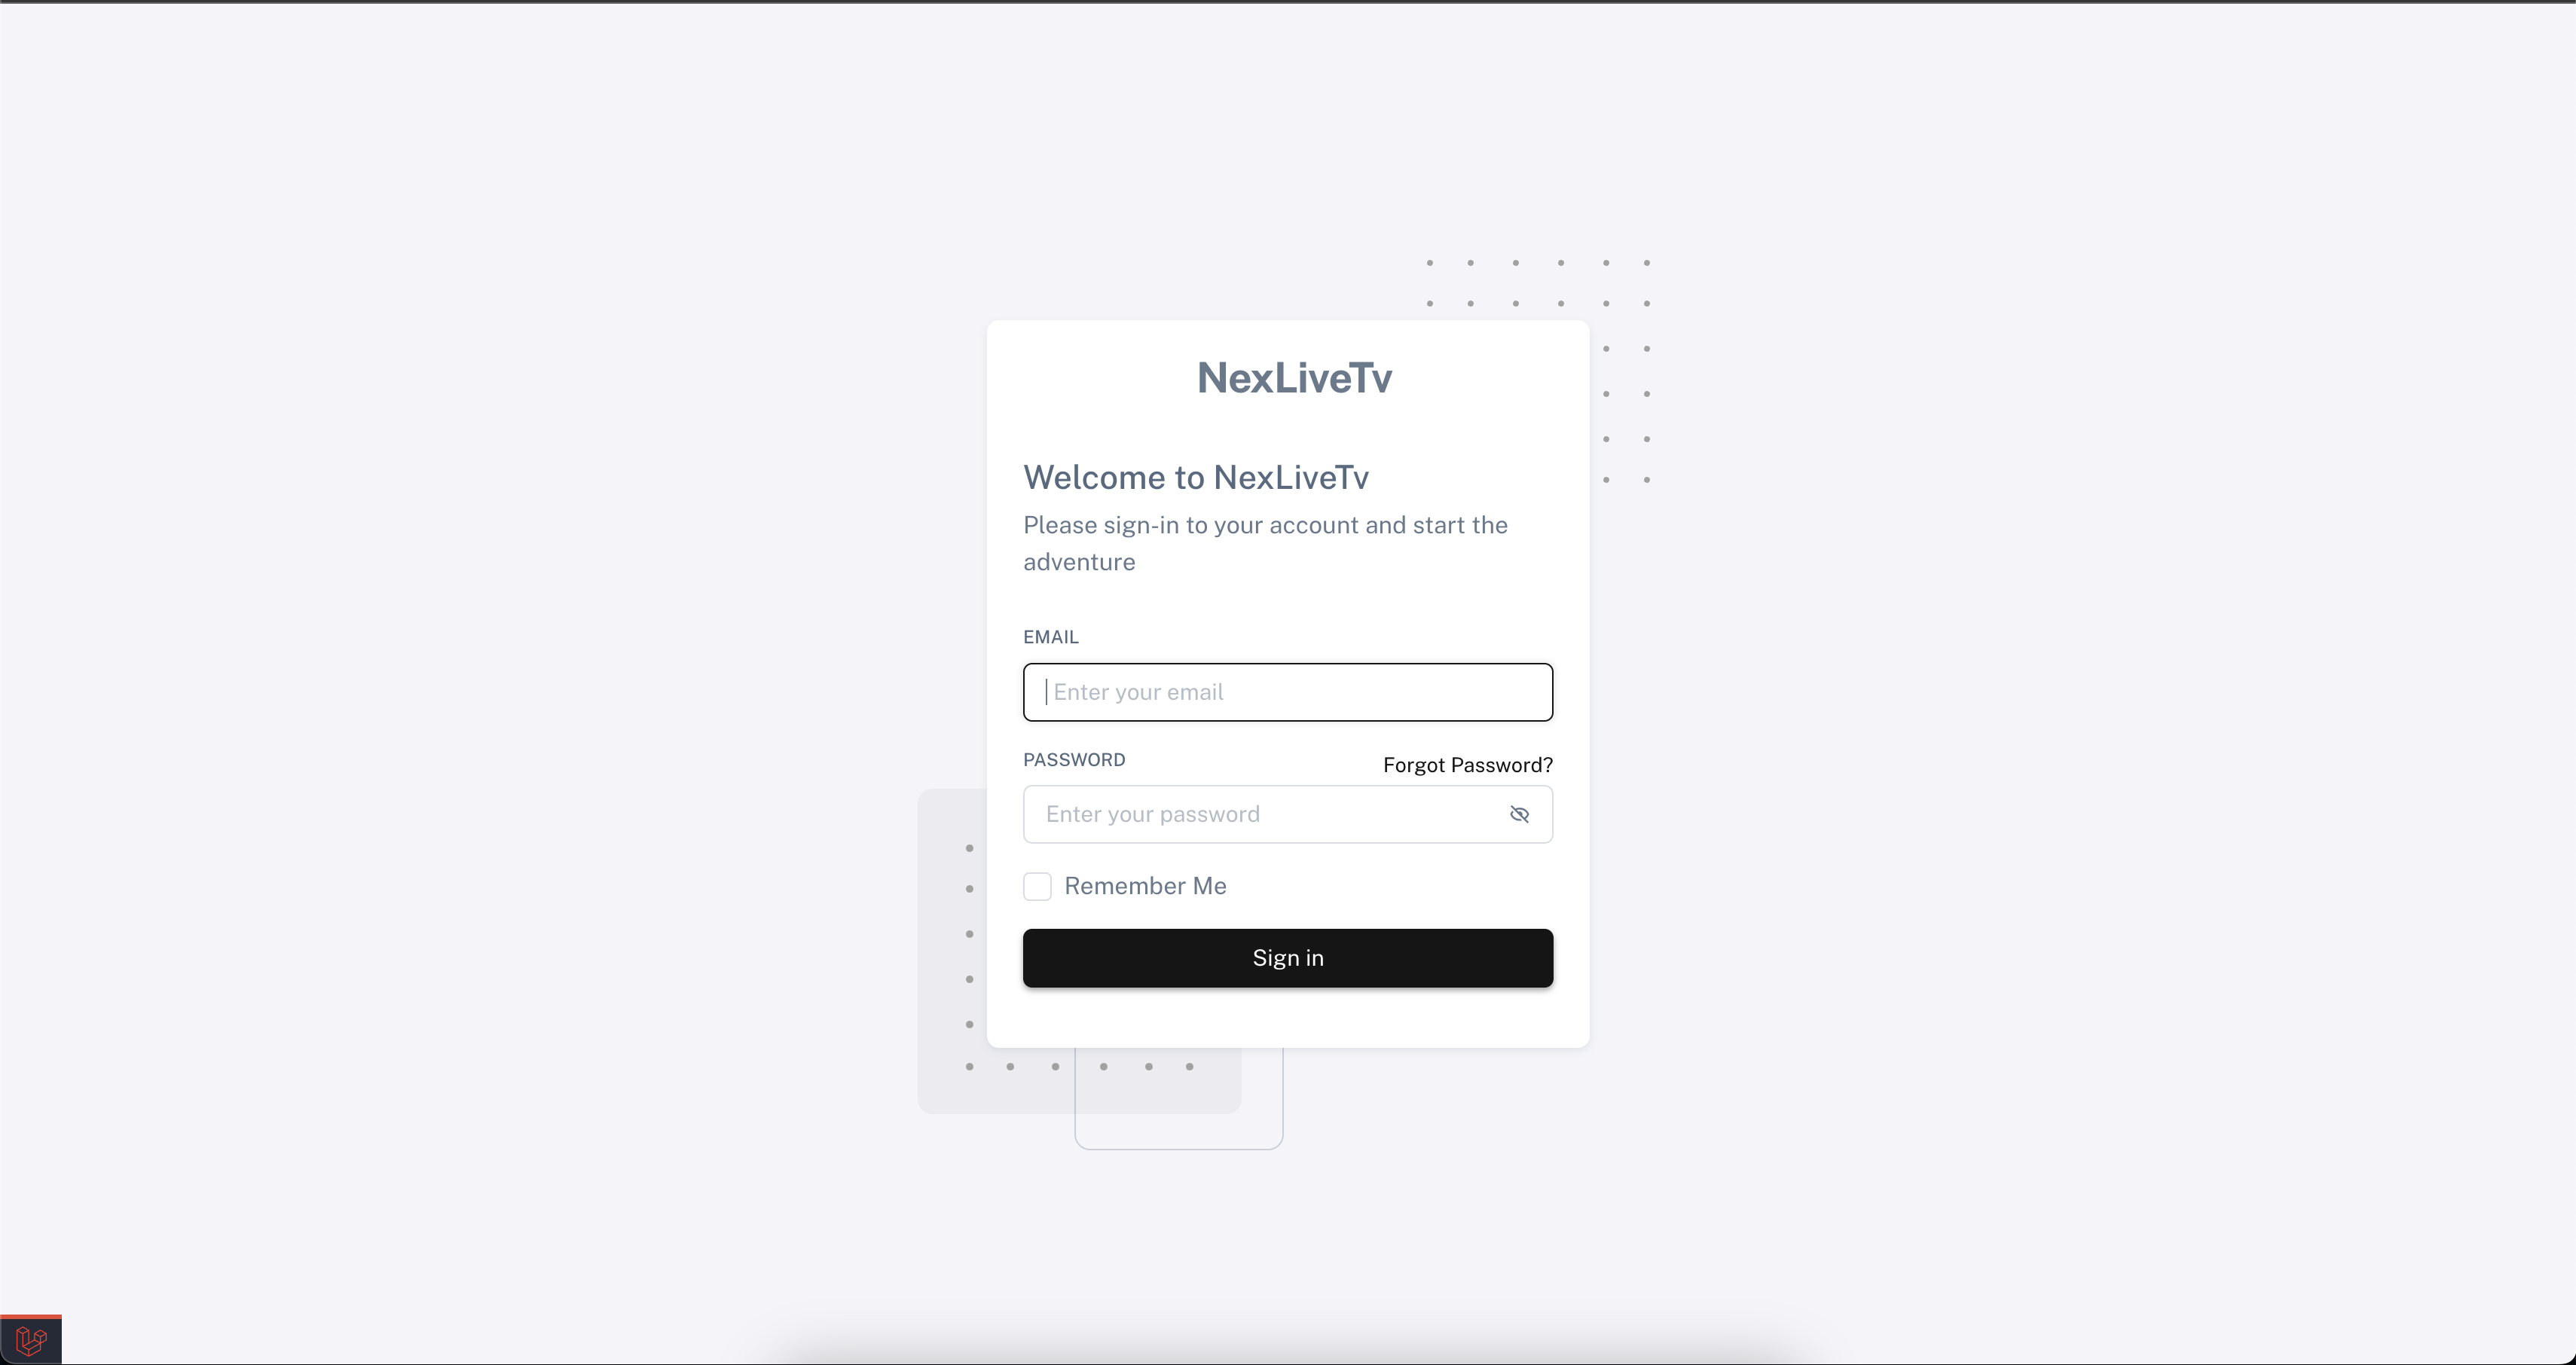 NexLiveTv
Welcome to NexLiveTv
Please sign-in to your account and start the
adventure
EMAIL
Enter your email
PASSWORD
Forgot Password?
Enter your password
Remember Me
Sign in